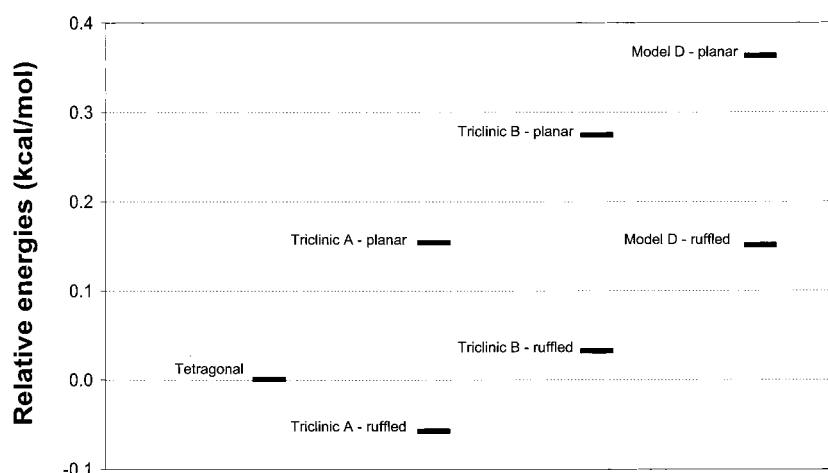 0.4
Model D - planar
0.3
Triclinic B - planar
0.2
Triclinic A - planar
Model D - ruffled
0.1
Triclinic B - ruffled
Tetragonal
0.0
Triclinic A - ruffled
-0.1
Relative energies (kcal/mol)